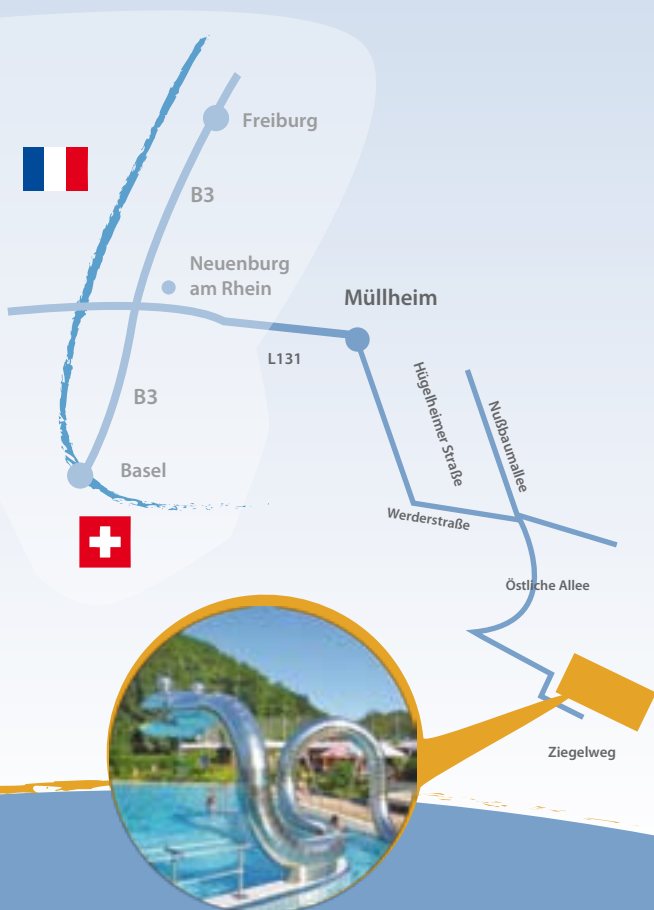 Freiburg
B3
Neuenburg
am Rhein
Müllheim
L131
Hügelheimer Straße
Nußbaumallee
B3
Basel
Werderstraße
Östliche Allee
Ziegelweg